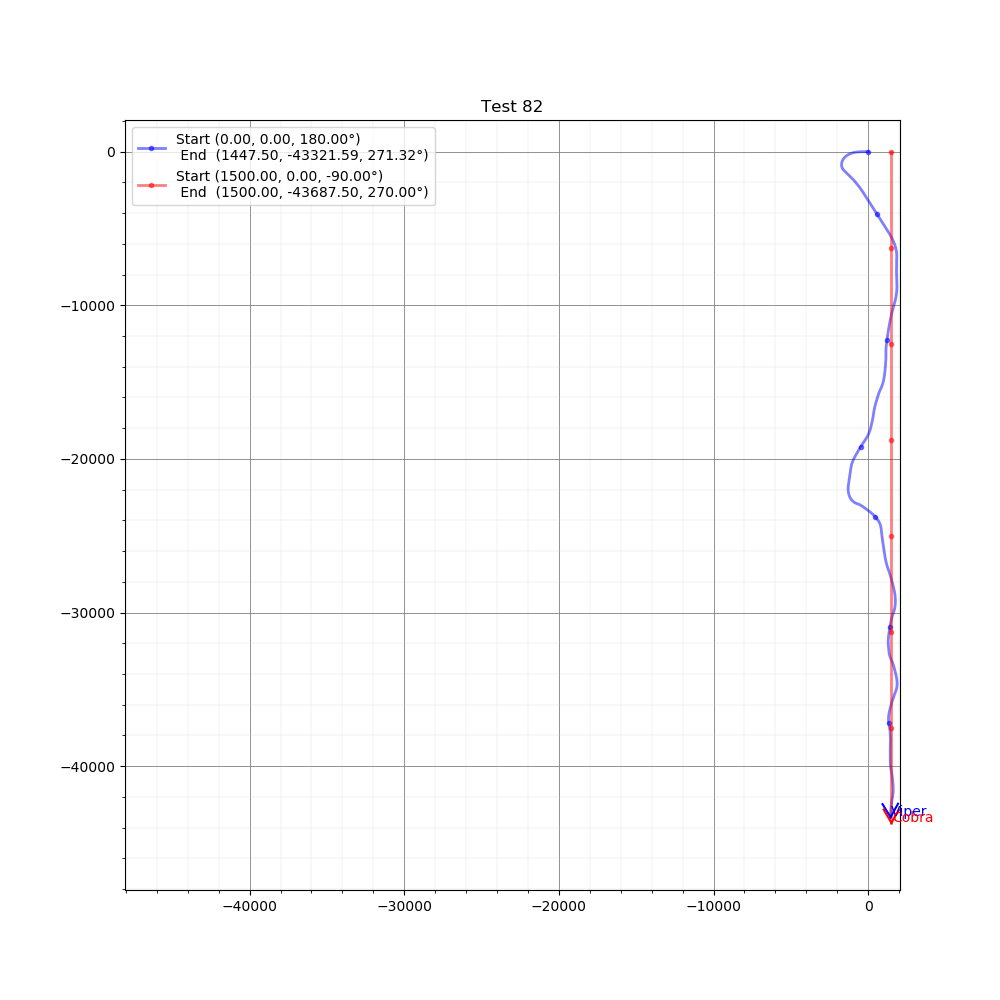 Test 82
Start (0.00, 0.00, 180.00°)
End  (1447.50, -43321.59, 271.32°)
Start (1500.00, 0.00, -90.00°)
End  (1500.00, -43687.50, 270.00°)
0
−10000
−20000
−30000
−40000
Viper
Cobra
−40000
−30000
−20000
−10000
0